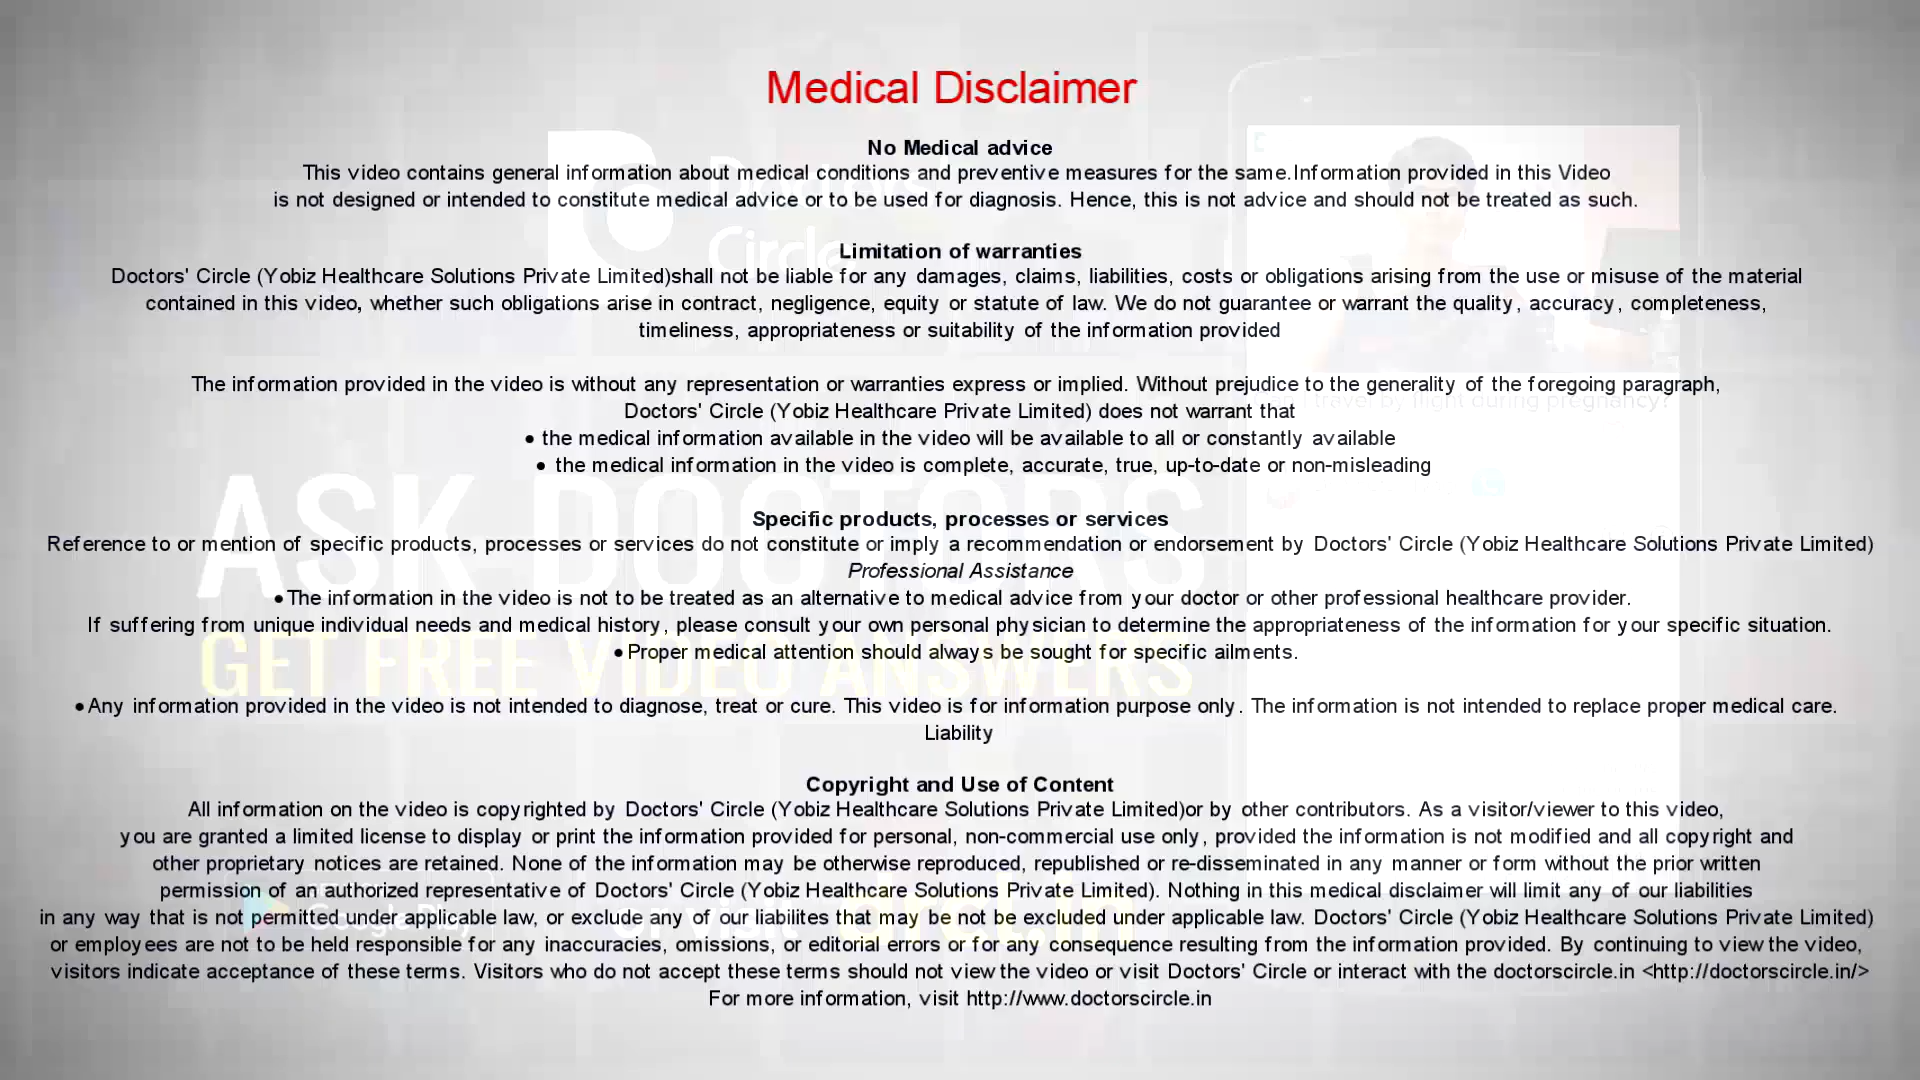 Medical Disclaimer
No Medical advice
This video contains general information about medical conditions and preventive measures for the same.Information provided in this Video
is not designed or intended to constitute medical advice or to be used for diagnosis. Hence, this is not advice and should not be treated as such.
Doctors
Circle
Limitation of warranties
Doctors' Circle (Yobiz Healthcare Solutions Private Limited)shall not be liable for any damages, claims, liabilities, costs or obligations arising from the use or misuse of the material
contained in this video, whether such obligations arise in contract, negligence, equity or statute of law. We do not guarantee or warrant the quality, accuracy, completeness,
timeliness, appropriateness or suitability of the information provided
The information provided in the video is without any representation or warranties express or implied. Without prejudice to the generality of the foregoing paragraph,
Can I travel by flight during pregnancy?
Doctors' Circle (Yobiz Healthcare Private Limited) does not warrant that
• the medical information available in the video will be available to all or constantly available
• the medical information in the video is complete, accurate, true, up-to-date or non-misleading
ASK DOCTORS
Specific products, processes or services
Reference to or mention of specific products, processes or services do not constitute or imply a recommendation or endorsement by Doctors' Circle (Yobiz Healthcare Solutions Private Limited)
Professional Assistance
•The information in the video is not to be treated as an alternative to medical advice from your doctor or other professional healthcare provider.
If suffering from unique individual needs and medical history, please consult your own personal physician to determine the appropriateness of the information for your specific situation.
•Proper medical attention should always be sought for specific ailments.
GET FREE VIDEO ANSWERS
•Any information provided in the video is not intended to diagnose, treat or cure. This video is for information purpose only. The information is not intended to replace proper medical care.
Liability
Copyright and Use of Content
All information on the video is copyrighted by Doctors' Circle (Yobiz Healthcare Solutions Private Limited)or by other contributors. As a visitor/viewer to this video,
you are granted a limited license to display or print the information provided for personal, non-commercial use only, provided the information is not modified and all copyright and
other proprietary notices are retained. None of the information may be otherwise reproduced, republished or re-disseminated in any manner or form without the prior written
permission of an authorized representative of Doctors' Circle (Yobiz Healthcare Solutions Private Limited). Nothing in this medical disclaimer will limit any of our liabilities
in any way that is not permitted under applicable law, or exclude any of our liabilites that may be not be excluded under applicable law. Doctors' Circle (Yobiz Healthcare Solutions Private Limited)
Google Play
or visit drcl.in
or employees are not to be held responsible for any inaccuracies, omissions, or editorial errors or for any consequence resulting from the information provided. By continuing to view the video,
visitors indicate acceptance of these terms. Visitors who do not accept these terms should not view the video or visit Doctors' Circle or interact with the doctorscircle.in <http://doctorscircle.in/>
For more information, visit http://www.doctorscircle.in